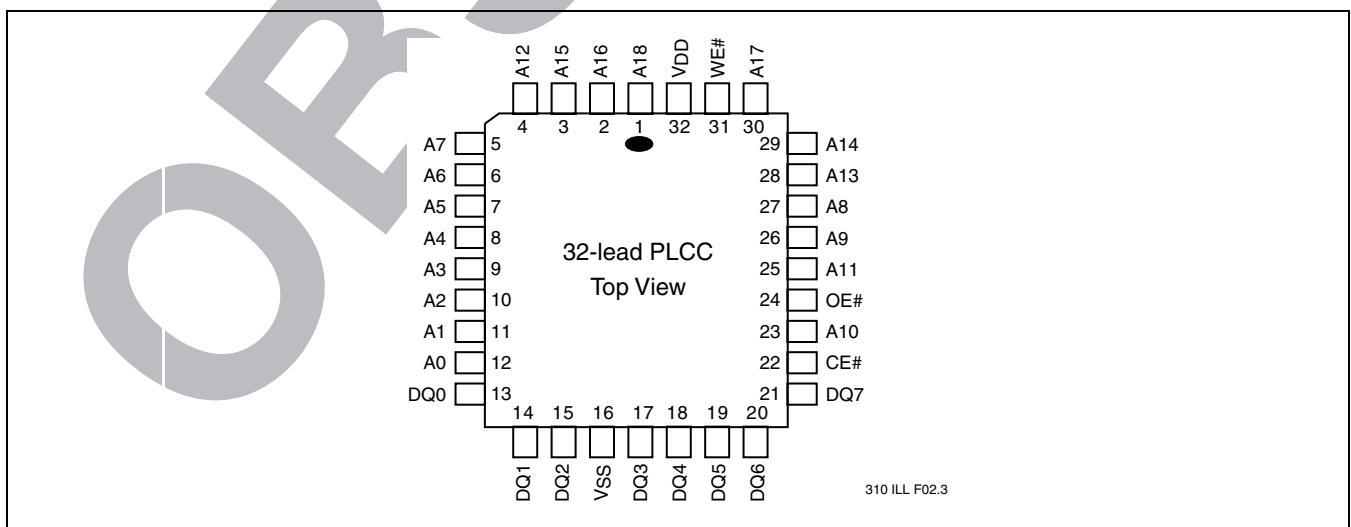 A12 A15 A16 A18 VDD WE# A17
4 3 2 1 32 31 30
A7 5 29 A14
A6 6 28 A13
A5 7 27 A8
A4 8 26 A9
A3 9 25 A11
A2 10 24 OE#
A1 11 23 A10
A0 12 22 CE#
DQ0 13 21 DQ7
32-lead PLCC
Top View
14 15 16 17 18 19 20
DQ1 DQ2 VSS DQ3 DQ4 DQ5 DQ6
310 ILL F02.3